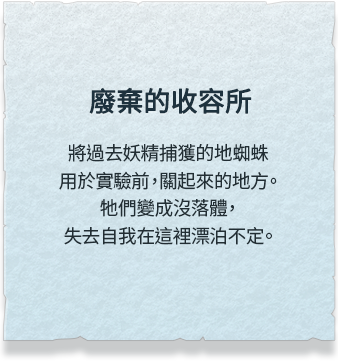 廢棄的收容所
將過去妖精捕獲的地蜘蛛
用於實驗前，關起來的地方。
牠們變成沒落體，
失去自我在這裡漂泊不定。